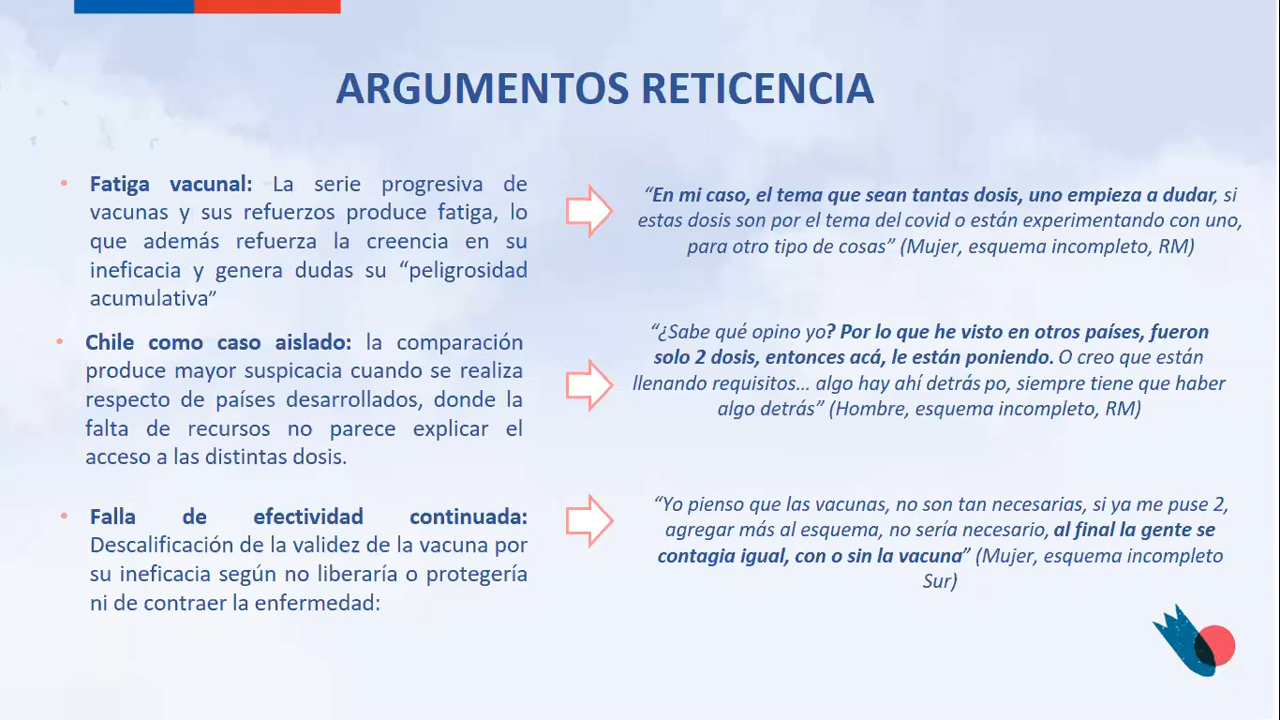 ARGUMENTOS RETICENCIA
• Fatiga vacunal: La serie progresiva de
vacunas y sus refuerzos produce fatiga, lo
que además refuerza la creencia en su
ineficacia y genera dudas su “peligrosidad
acumulativa”
“En mi caso, el tema que sean tantas dosis, uno empieza a dudar, si
estas dosis son por el tema del covid o están experimentando con uno,
para otro tipo de cosas” (Mujer, esquema incompleto, RM)
• Chile como caso aislado: la comparación
produce mayor suspicacia cuando se realiza
respecto de países desarrollados, donde la
falta de recursos no parece explicar el
acceso a las distintas dosis.
“¿Sabe qué opino yo? Por lo que he visto en otros países, fueron
solo 2 dosis, entonces acá, le están poniendo. O creo que están
llenando requisitos... algo hay ahí detrás po, siempre tiene que haber
algo detrás” (Hombre, esquema incompleto, RM)
• Falla de efectividad continuada:
Descalificación de la validez de la vacuna por
su ineficacia según no liberaría o protegería
ni de contraer la enfermedad:
“Yo pienso que las vacunas, no son tan necesarias, si ya me puse 2,
agregar más al esquema, no sería necesario, al final la gente se
contagia igual, con o sin la vacuna” (Mujer, esquema incompleto
Sur)